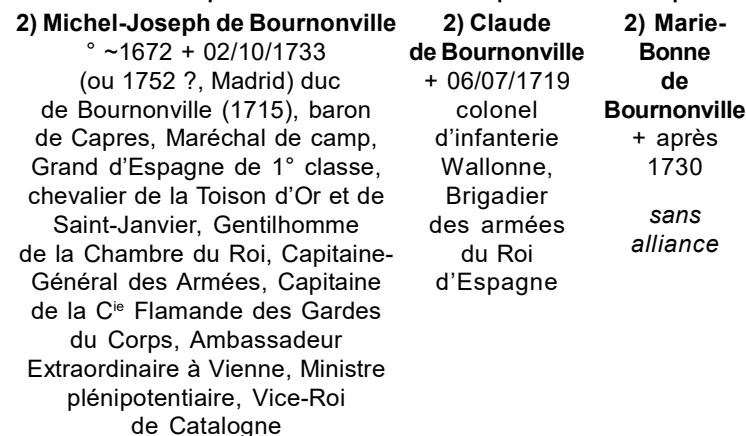 2) Michel-Joseph de Bournonville
° ~1672 + 02/10/1733
(ou 1752 ?, Madrid) duc
de Bournonville (1715), baron
de Capres, Maréchal de camp,
Grand d’Espagne de 1° classe,
chevalier de la Toison d’Or et de
Saint-Janvier, Gentilhomme
de la Chambre du Roi, Capitaine-
Général des Armées, Capitaine
de la Cie Flamande des Gardes
du Corps, Ambassadeur
Extraordinaire à Vienne, Ministre
plénipotentiaire, Vice-Roi
de Catalogne
2) Claude
de Bournonville
+ 06/07/1719
colonel
d’infanterie
Wallonne,
Brigadier
des armées
du Roi
d’Espagne
2) Marie-
Bonne
de
Bournonville
+ après
1730
sans
alliance